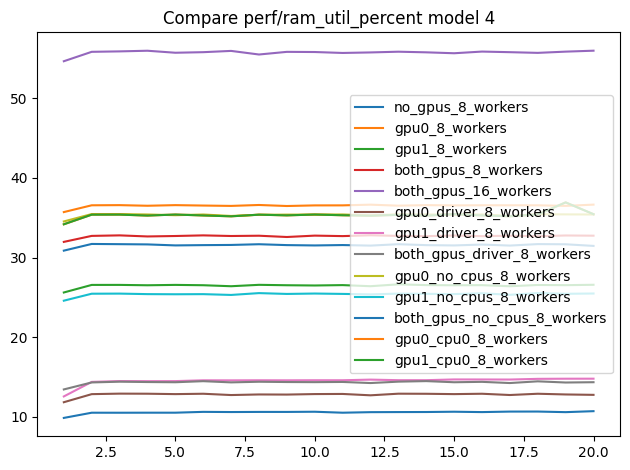 Compare perf/ram_util_percent model 4
50
40
30
20
10
no_gpus_8_workers
gpu0_8_workers
gpu1_8_workers
both_gpus_8_workers
both_gpus_16_workers
gpu0_driver_8_workers
gpu1_driver_8_workers
both_gpus_driver_8_workers
gpu0_no_cpus_8_workers
gpu1_no_cpus_8_workers
both_gpus_no_cpus_8_workers
gpu0_cpu0_8_workers
gpu1_cpu0_8_workers
2.5 5.0 7.5 10.0 12.5 15.0 17.5 20.0